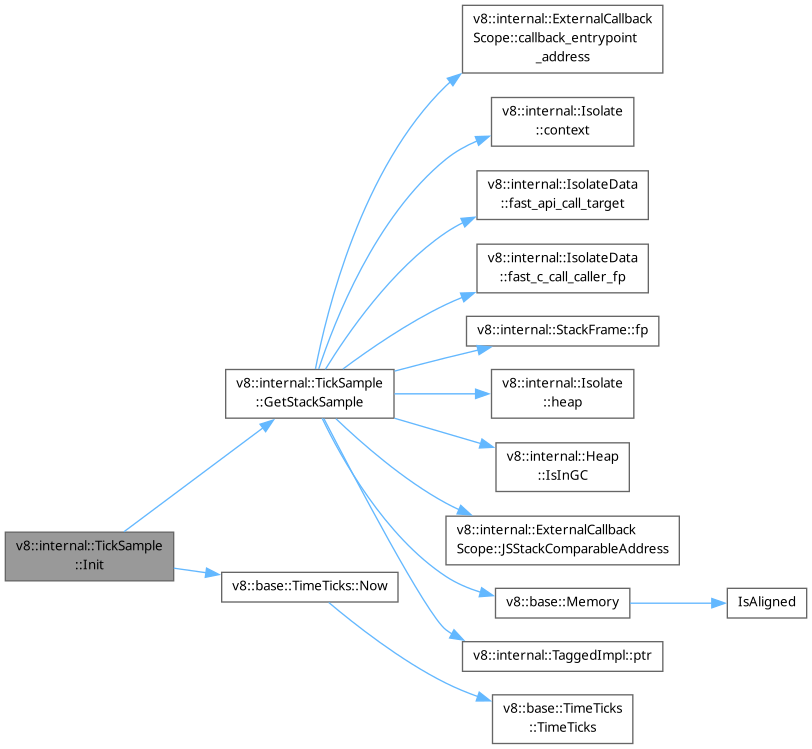 v8::internal::ExternalCallback
Scope::callback_entrypoint
_address
v8::internal::Isolate
::context
v8::internal::IsolateData
::fast_api_call_target
v8::internal::IsolateData
::fast_c_call_caller_fp
v8::internal::StackFrame::fp
v8::internal::TickSample
::GetStackSample
v8::internal::Isolate
::heap
v8::internal::Heap
::IsInGC
v8::internal::ExternalCallback
Scope::JSStackComparableAddress
v8::internal::TickSample
::Init
v8::base::TimeTicks::Now
v8::base::Memory
IsAligned
v8::internal::TaggedImpl::ptr
v8::base::TimeTicks
::TimeTicks